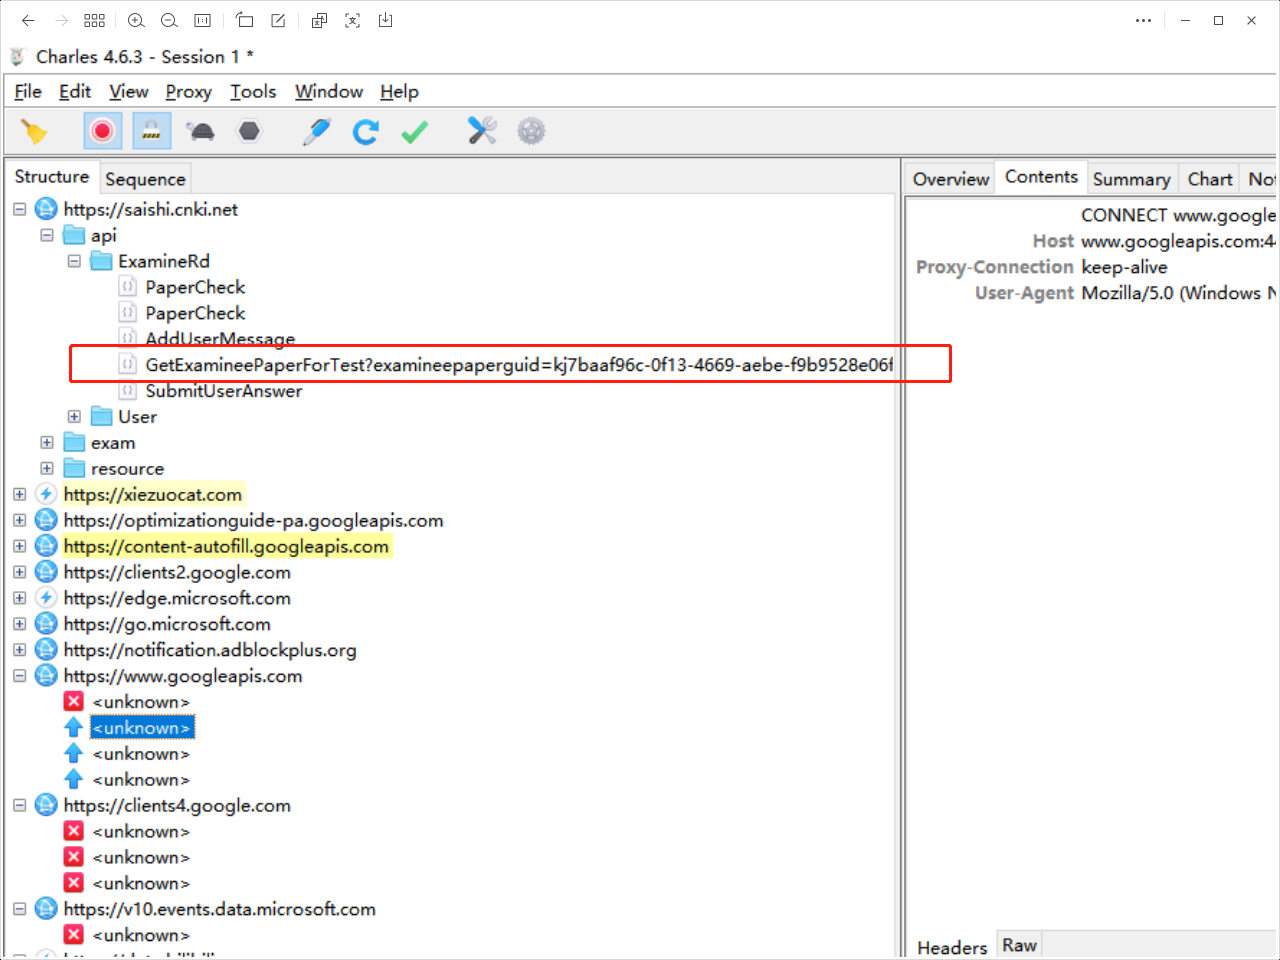 Charles 4.6.3 - Session 1 *
File Edit View Proxy Tools Window Help
Structure Sequence
https://saishi.cnki.net
api
ExamineRd
PaperCheck
PaperCheck
AddUserMessage
GetExamineePaperForTest?examineepaperguid=kj7baaf96c-0f13-4669-aebe-f9b9528e06f
SubmitUserAnswer
User
exam
resource
https://xiezuocat.com
https://optimizationguide-pa.googleapis.com
https://content-autofill.googleapis.com
https://clients2.google.com
https://edge.microsoft.com
https://go.microsoft.com
https://notification.adblockplus.org
https://www.googleapis.com
<unknown>
<unknown>
<unknown>
<unknown>
https://clients4.google.com
<unknown>
<unknown>
<unknown>
https://v10.events.data.microsoft.com
<unknown>
Overview Contents Summary Chart Not
CONNECT www.google
Host www.googleapis.com:4
Proxy-Connection keep-alive
User-Agent Mozilla/5.0 (Windows N
Headers Raw